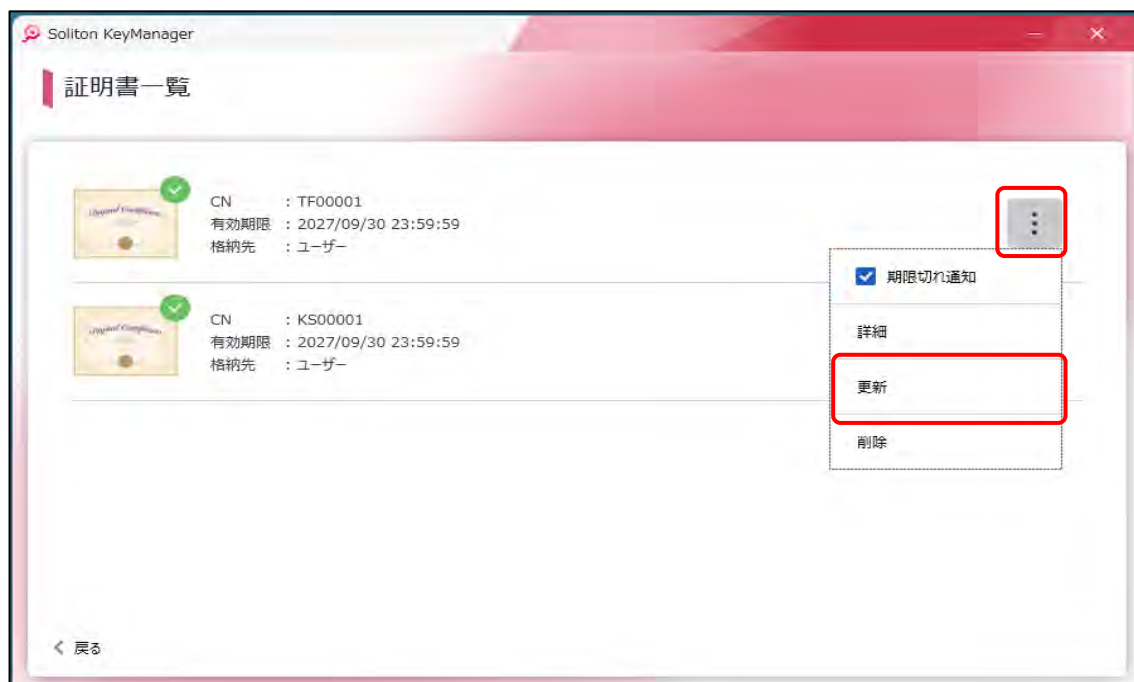 Soliton KeyManager
証明書一覧
CN : TF00001
有効期限 : 2027/09/30 23:59:59
格納先 : ユーザー
期限切れ通知
詳細
更新
削除
CN : KS00001
有効期限 : 2027/09/30 23:59:59
格納先 : ユーザー
戻る